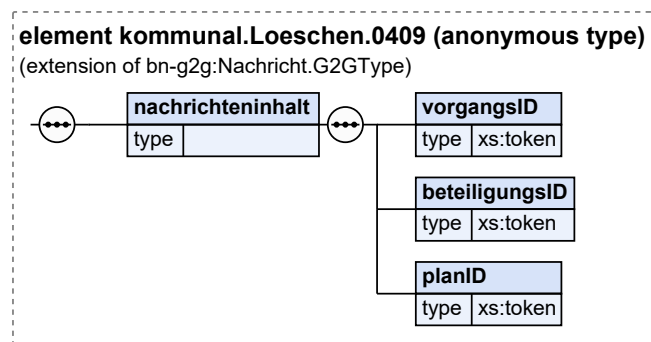 element kommunal.Loeschen.0409 (anonymous type)
(extension of bn-g2g:Nachricht.G2GType)
nachrichteninhalt
type
vorgangsID
type xs:token
beteiligungsID
type xs:token
planID
type xs:token